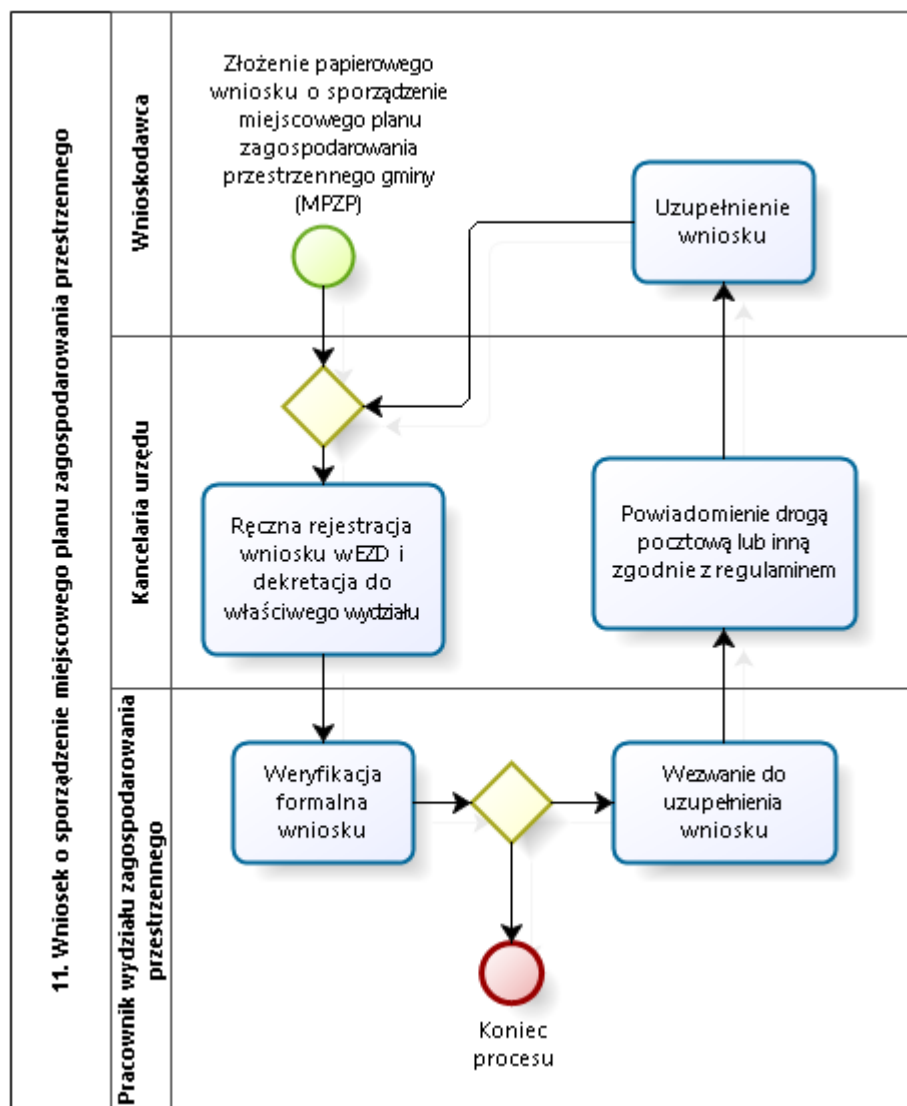 11. Wniosek o sporządzenie miejscowego planu zagospodarowania przestrzennego
Wnioskodawca
Złożenie papierowego
wniosku o sporządzenie
miejscowego planu
zagospodarowania
przestrzennego gminy
(MPZP)
Uzupełnienie
wniosku
Kancelaria urzędu
Ręczna rejestracja
wniosku w EZD i
dekretacja do
właściwego wydziału
Powiadomienie drogą
pocztową lub inną
zgodnie z regulaminem
Pracownik wydziału zagospodarowania
przestrzennego
Weryfikacja
formalna
wniosku
Wezwanie do
uzupełnienia
wniosku
Koniec
procesu